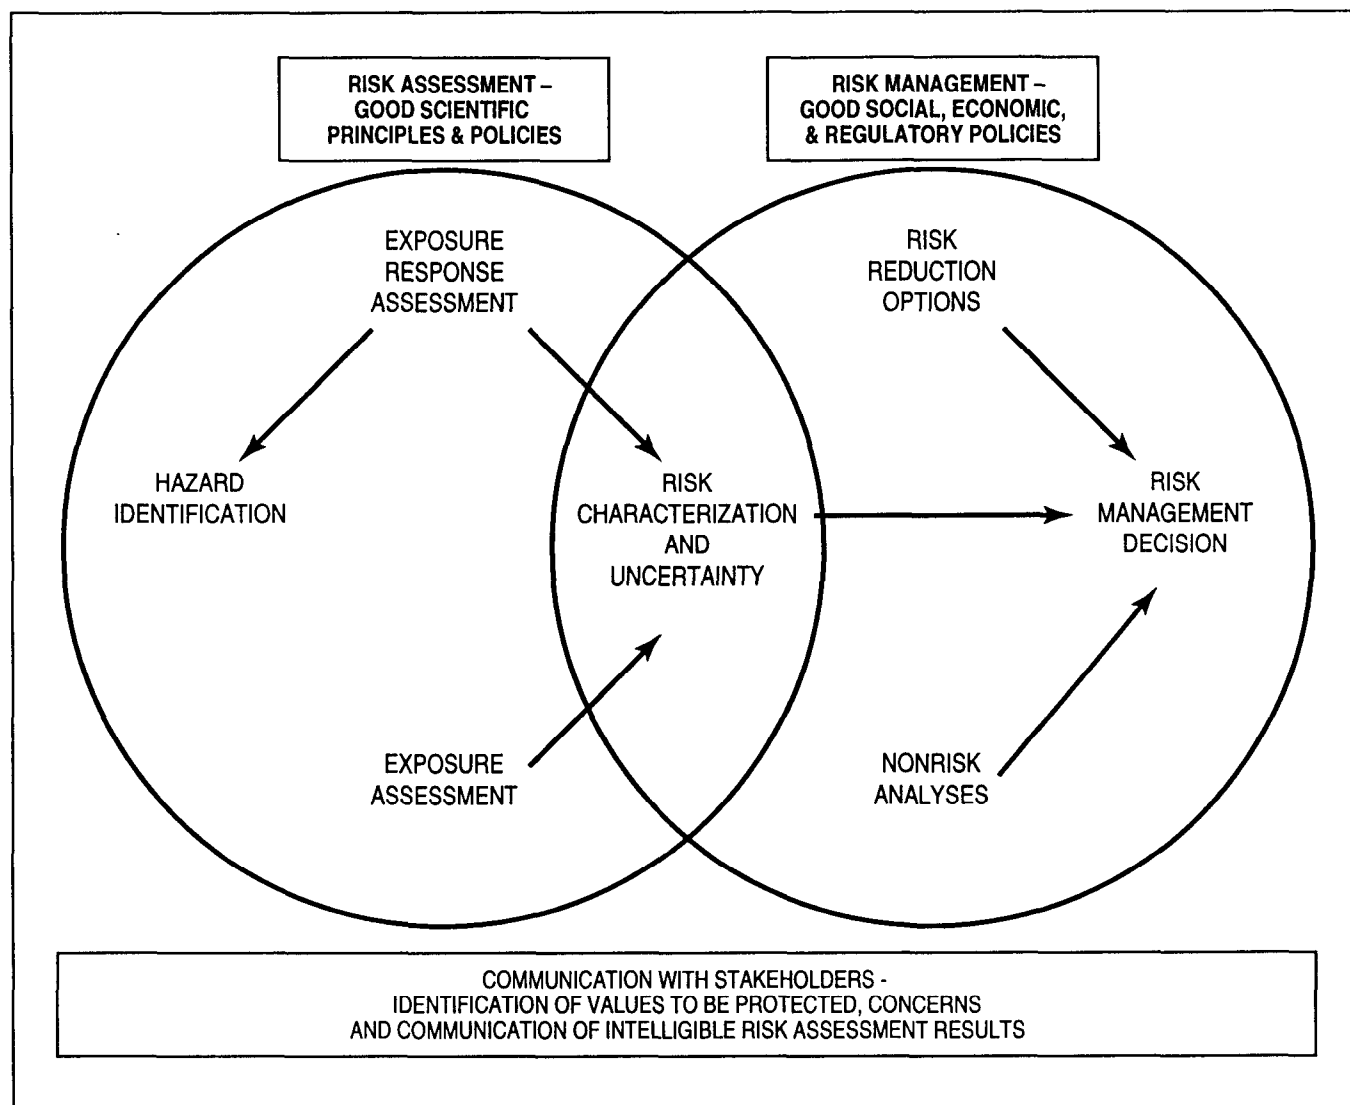 RISK ASSESSMENT –
GOOD SCIENTIFIC
PRINCIPLES & POLICIES
RISK MANAGEMENT –
GOOD SOCIAL, ECONOMIC,
& REGULATORY POLICIES
EXPOSURE
RESPONSE
ASSESSMENT
RISK
REDUCTION
OPTIONS
HAZARD
IDENTIFICATION
RISK
CHARACTERIZATION
AND
UNCERTAINTY
RISK
MANAGEMENT
DECISION
EXPOSURE
ASSESSMENT
NONRISK
ANALYSES
COMMUNICATION WITH STAKEHOLDERS -
IDENTIFICATION OF VALUES TO BE PROTECTED, CONCERNS
AND COMMUNICATION OF INTELLIGIBLE RISK ASSESSMENT RESULTS